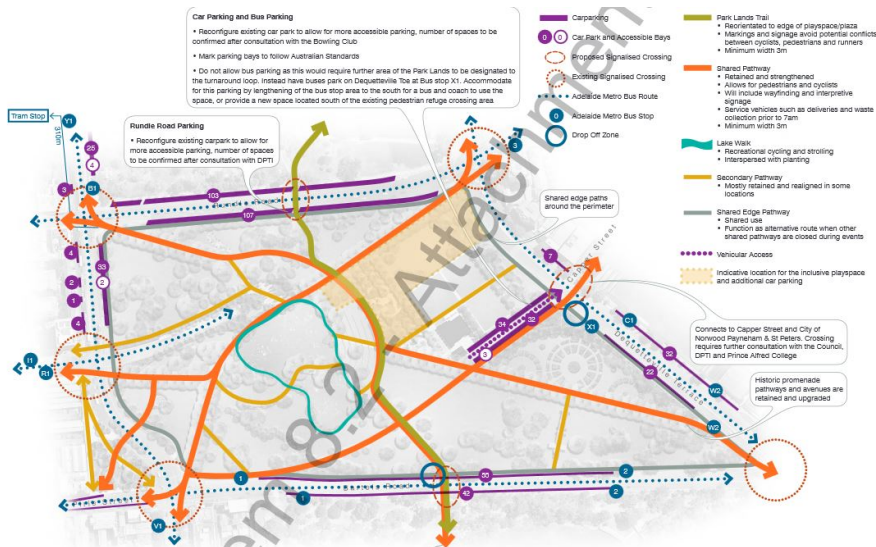 Car Parking and Bus Parking
• Reconfigure existing car park to allow for more accessible parking, number of spaces to be
confirmed after consultation with the Bowling Club
• Mark parking bays to follow Australian Standards
• Do not allow bus parking as this would require further area of the Park Lands to be designated to
the turnaround loop. Instead have buses park on Dequetteville Tce at Bus stop X1. Accommodate
for this parking by lengthening of the bus stop area to the south for a bus and coach to use the
space, or provide a new space located south of the existing pedestrian refuge crossing area
Rundle Road Parking
• Reconfigure existing carpark to allow for
more accessible parking, number of spaces
to be confirmed after consultation with DPTI
Carparking
0 0 Car Park and Accessible Bays
Proposed Signalised Crossing
Existing Signalised Crossing
Adelaide Metro Bus Route
0 Adelaide Metro Bus Stop
Drop Off Zone
Park Lands Trail
• Reorientated to edge of playspace/plaza
• Markings and signage avoid potential conflicts
between cyclists, pedestrians and runners
• Minimum width 3m
Shared Pathway
• Retained and strengthened
• Allows for pedestrians and cyclists
• Will include wayfinding and interpretive
signage
• Service vehicles such as deliveries and waste
collection prior to 7am
• Minimum width 3m
Lake Walk
• Recreational cycling and strolling
• Interspersed with planting
Secondary Pathway
• Mostly retained and realigned in some
locations
Shared Edge Pathway
• Shared use
• Function as alternative route when other
shared pathways are closed during events
Vehicular Access
Indicative location for the inclusive playspace
and additional car parking
Tram Stop
Y1
310m
25
4
3
B1
103
107
3
Shared edge paths
around the perimeter
7
Capper Street
4
33
2
2
1
4
34
32
3
X1
C1
Dequetteville Terrace
32
22
W2
W2
Connects to Capper Street and City of
Norwood Payneham & St Peters. Crossing
requires further consultation with the Council,
DPTI and Prince Alfred College
Historic promenade
pathways and avenues are
retained and upgraded
I1
R1
1
55
2
1
42
2
V1
Item 8.2 - Attachment